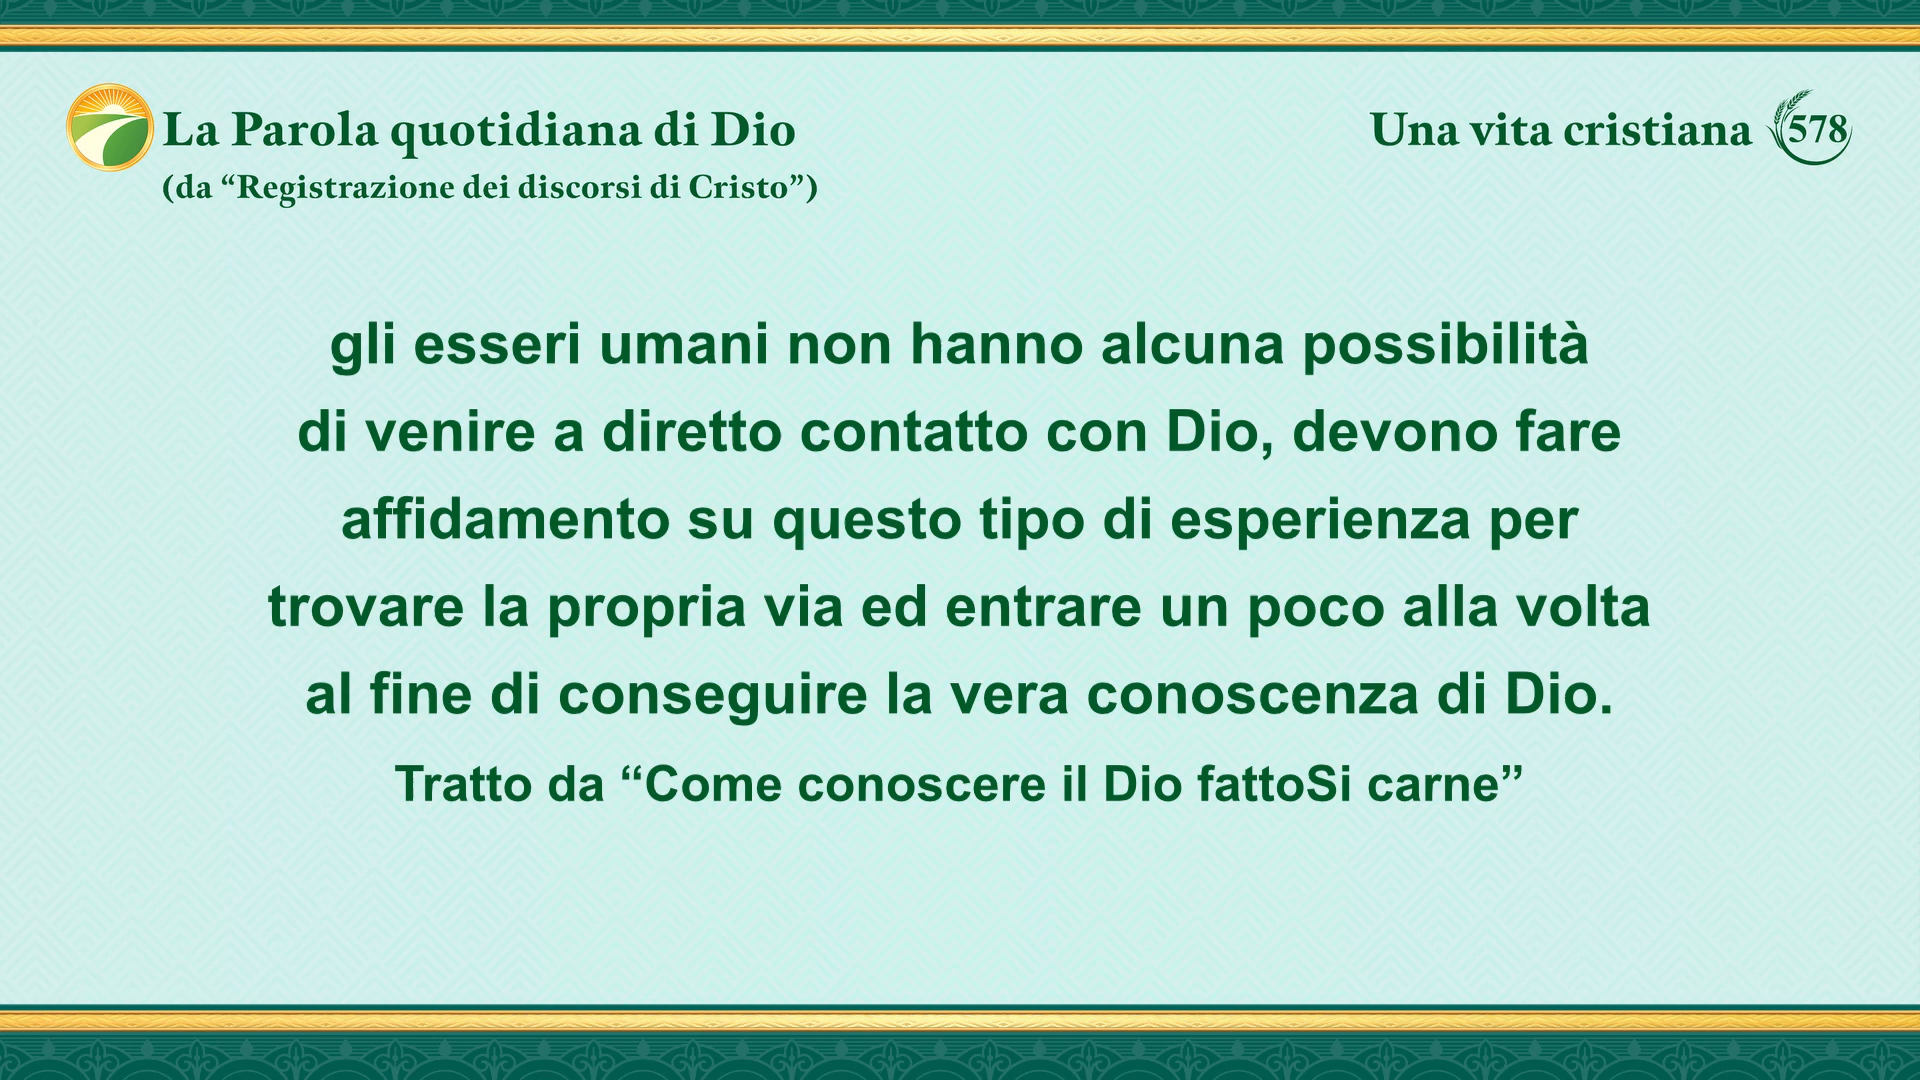 La Parola quotidiana di Dio
(da “Registrazione dei discorsi di Cristo”)
Una vita cristiana 578
gli esseri umani non hanno alcuna possibilità
di venire a diretto contatto con Dio, devono fare
affidamento su questo tipo di esperienza per
trovare la propria via ed entrare un poco alla volta
al fine di conseguire la vera conoscenza di Dio.
Tratto da “Come conoscere il Dio fattoSi carne”